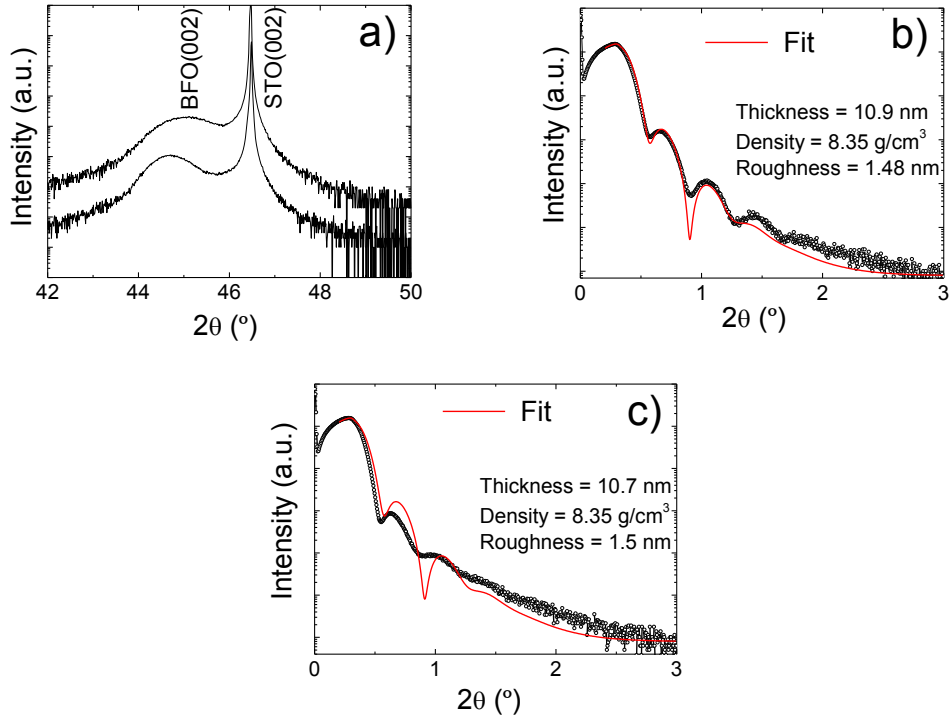 a)
Intensity (a.u.)
BFO(002)
STO(002)
42 44 46 48 50
2θ (º)
b)
Fit
Intensity (a.u.)
Thickness = 10.9 nm
Density = 8.35 g/cm³
Roughness = 1.48 nm
0 1 2 3
2θ (º)
c)
Fit
Intensity (a.u.)
Thickness = 10.7 nm
Density = 8.35 g/cm³
Roughness = 1.5 nm
0 1 2 3
2θ (º)